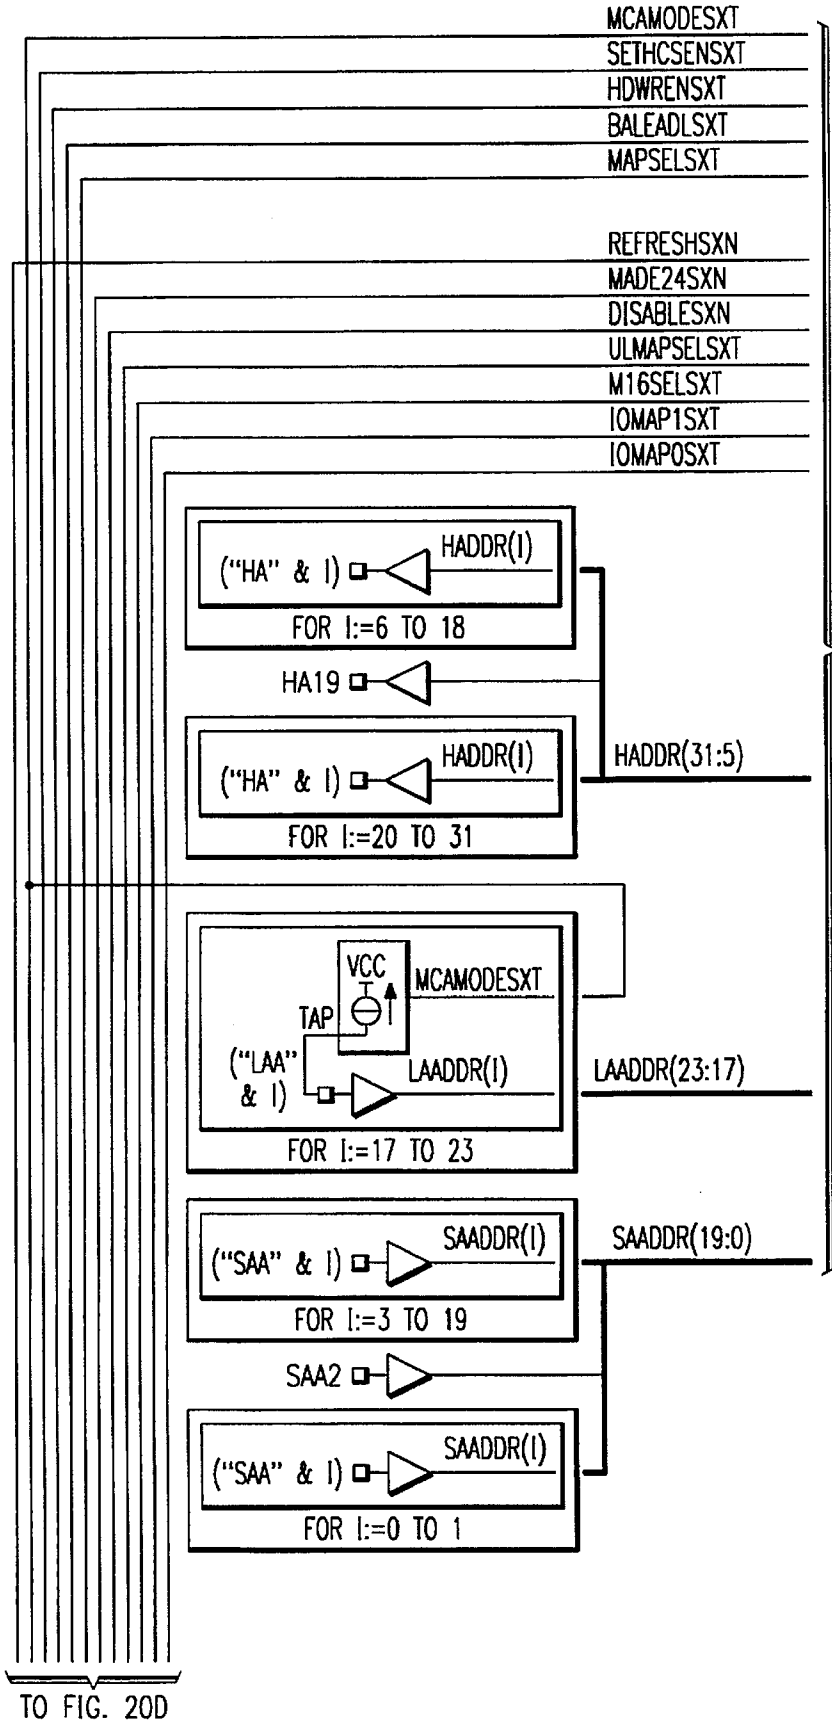 MCAMODESXT
SETHCSENSXT
HDWRENSXT
BALEADLSXT
MAPSELSXT
REFRESHSXN
MADE24SXN
DISABLESXN
ULMAPSELSXT
M16SELSXT
IOMAP1SXT
IOMAP0SXT
HADDR(I)
("HA" & I)
FOR I:=6 TO 18
HA19
HADDR(I)
HADDR(31:5)
("HA" & I)
FOR I:=20 TO 31
VCC
MCAMODESXT
TAP
("LAA"
& I)
LAADDR(I)
LAADDR(23:17)
FOR I:=17 TO 23
SAADDR(I)
SAADDR(19:0)
("SAA" & I)
FOR I:=3 TO 19
SAA2
SAADDR(I)
("SAA" & I)
FOR I:=0 TO 1
TO FIG. 20D